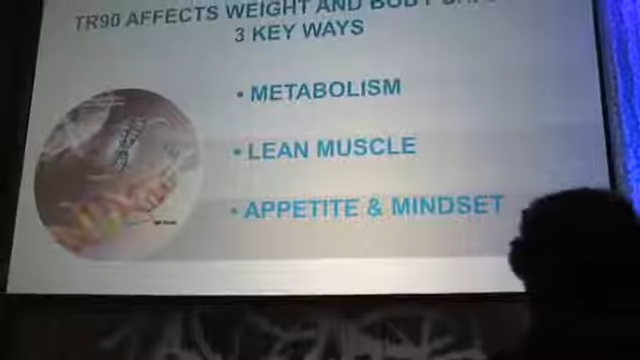 TR90 AFFECTS WEIGHT AND BODY
3 KEY WAYS
• METABOLISM
• LEAN MUSCLE
• APPETITE & MINDSET